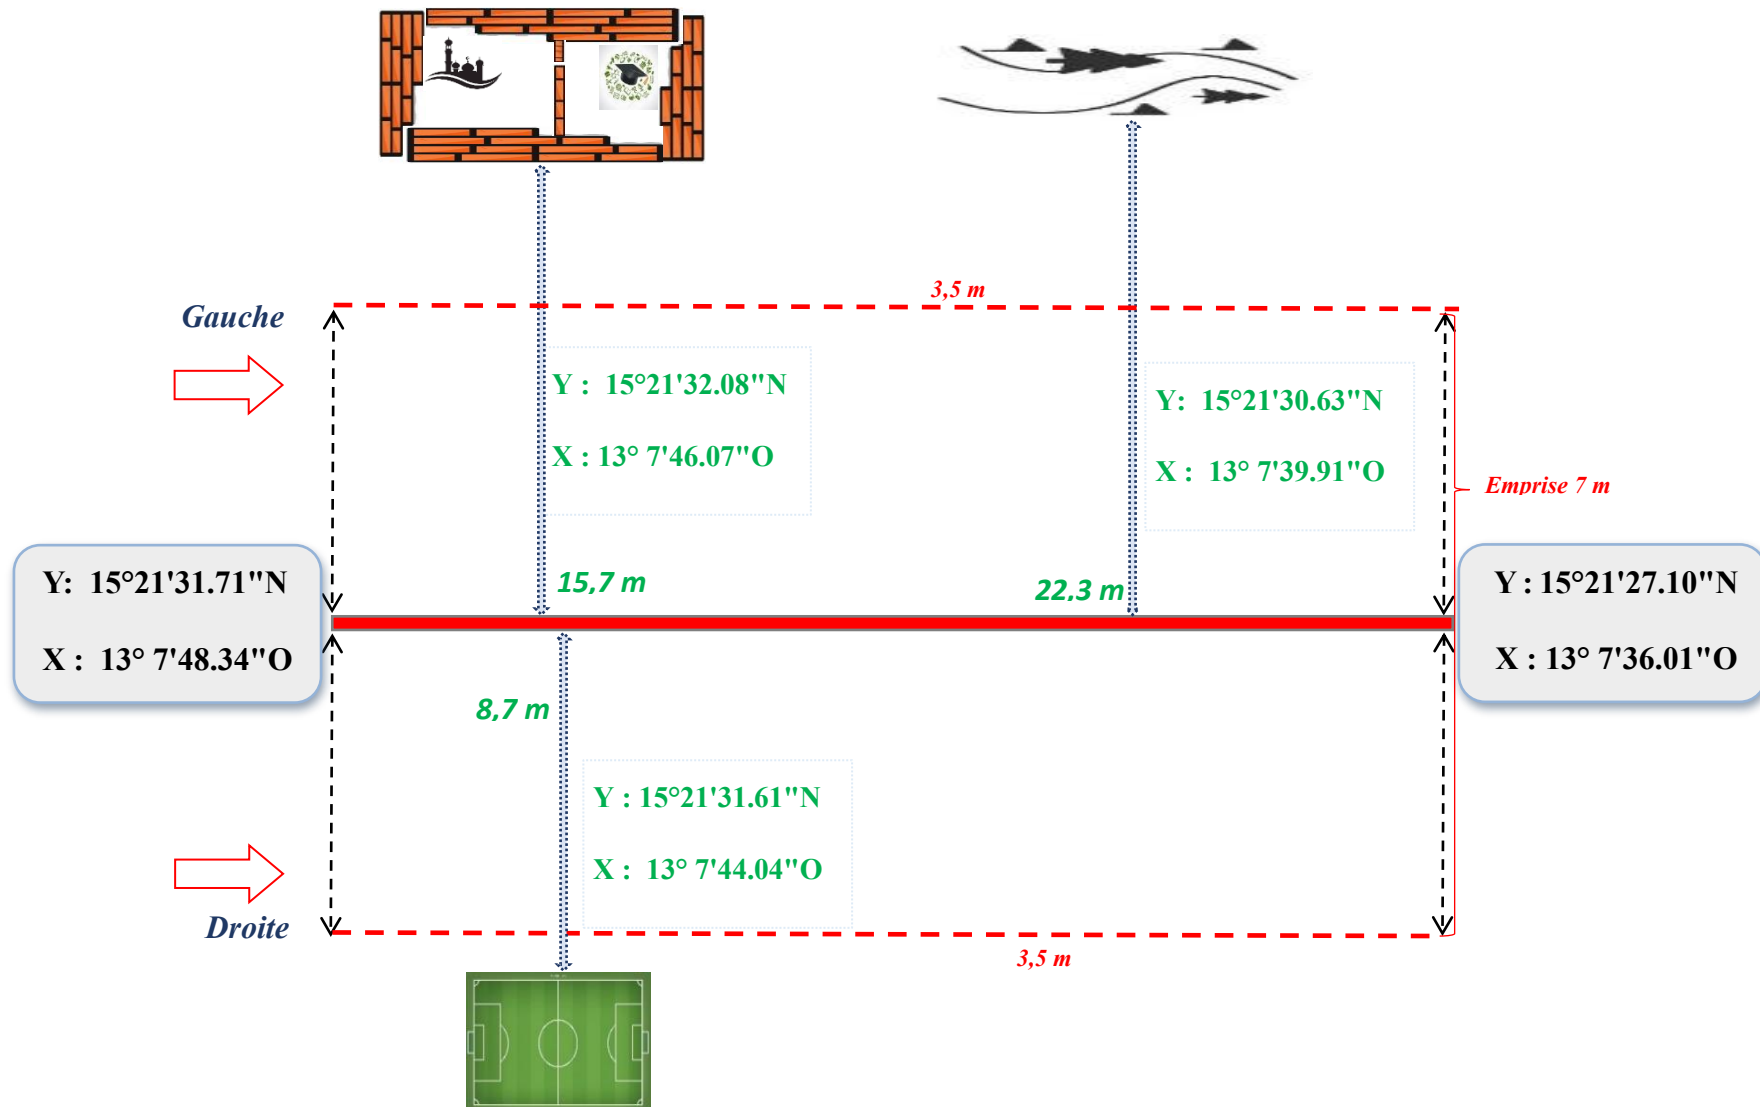 3,5 m
Gauche
Y :  15°21'32.08"N
X : 13° 7'46.07"O
Y:  15°21'30.63"N
X :  13° 7'39.91"O
Emprise 7 m
Y:  15°21'31.71"N
X :  13° 7'48.34"O
15,7 m
22,3 m
Y : 15°21'27.10"N
X : 13° 7'36.01"O
8,7 m
Y : 15°21'31.61"N
X :  13° 7'44.04"O
Droite
3,5 m